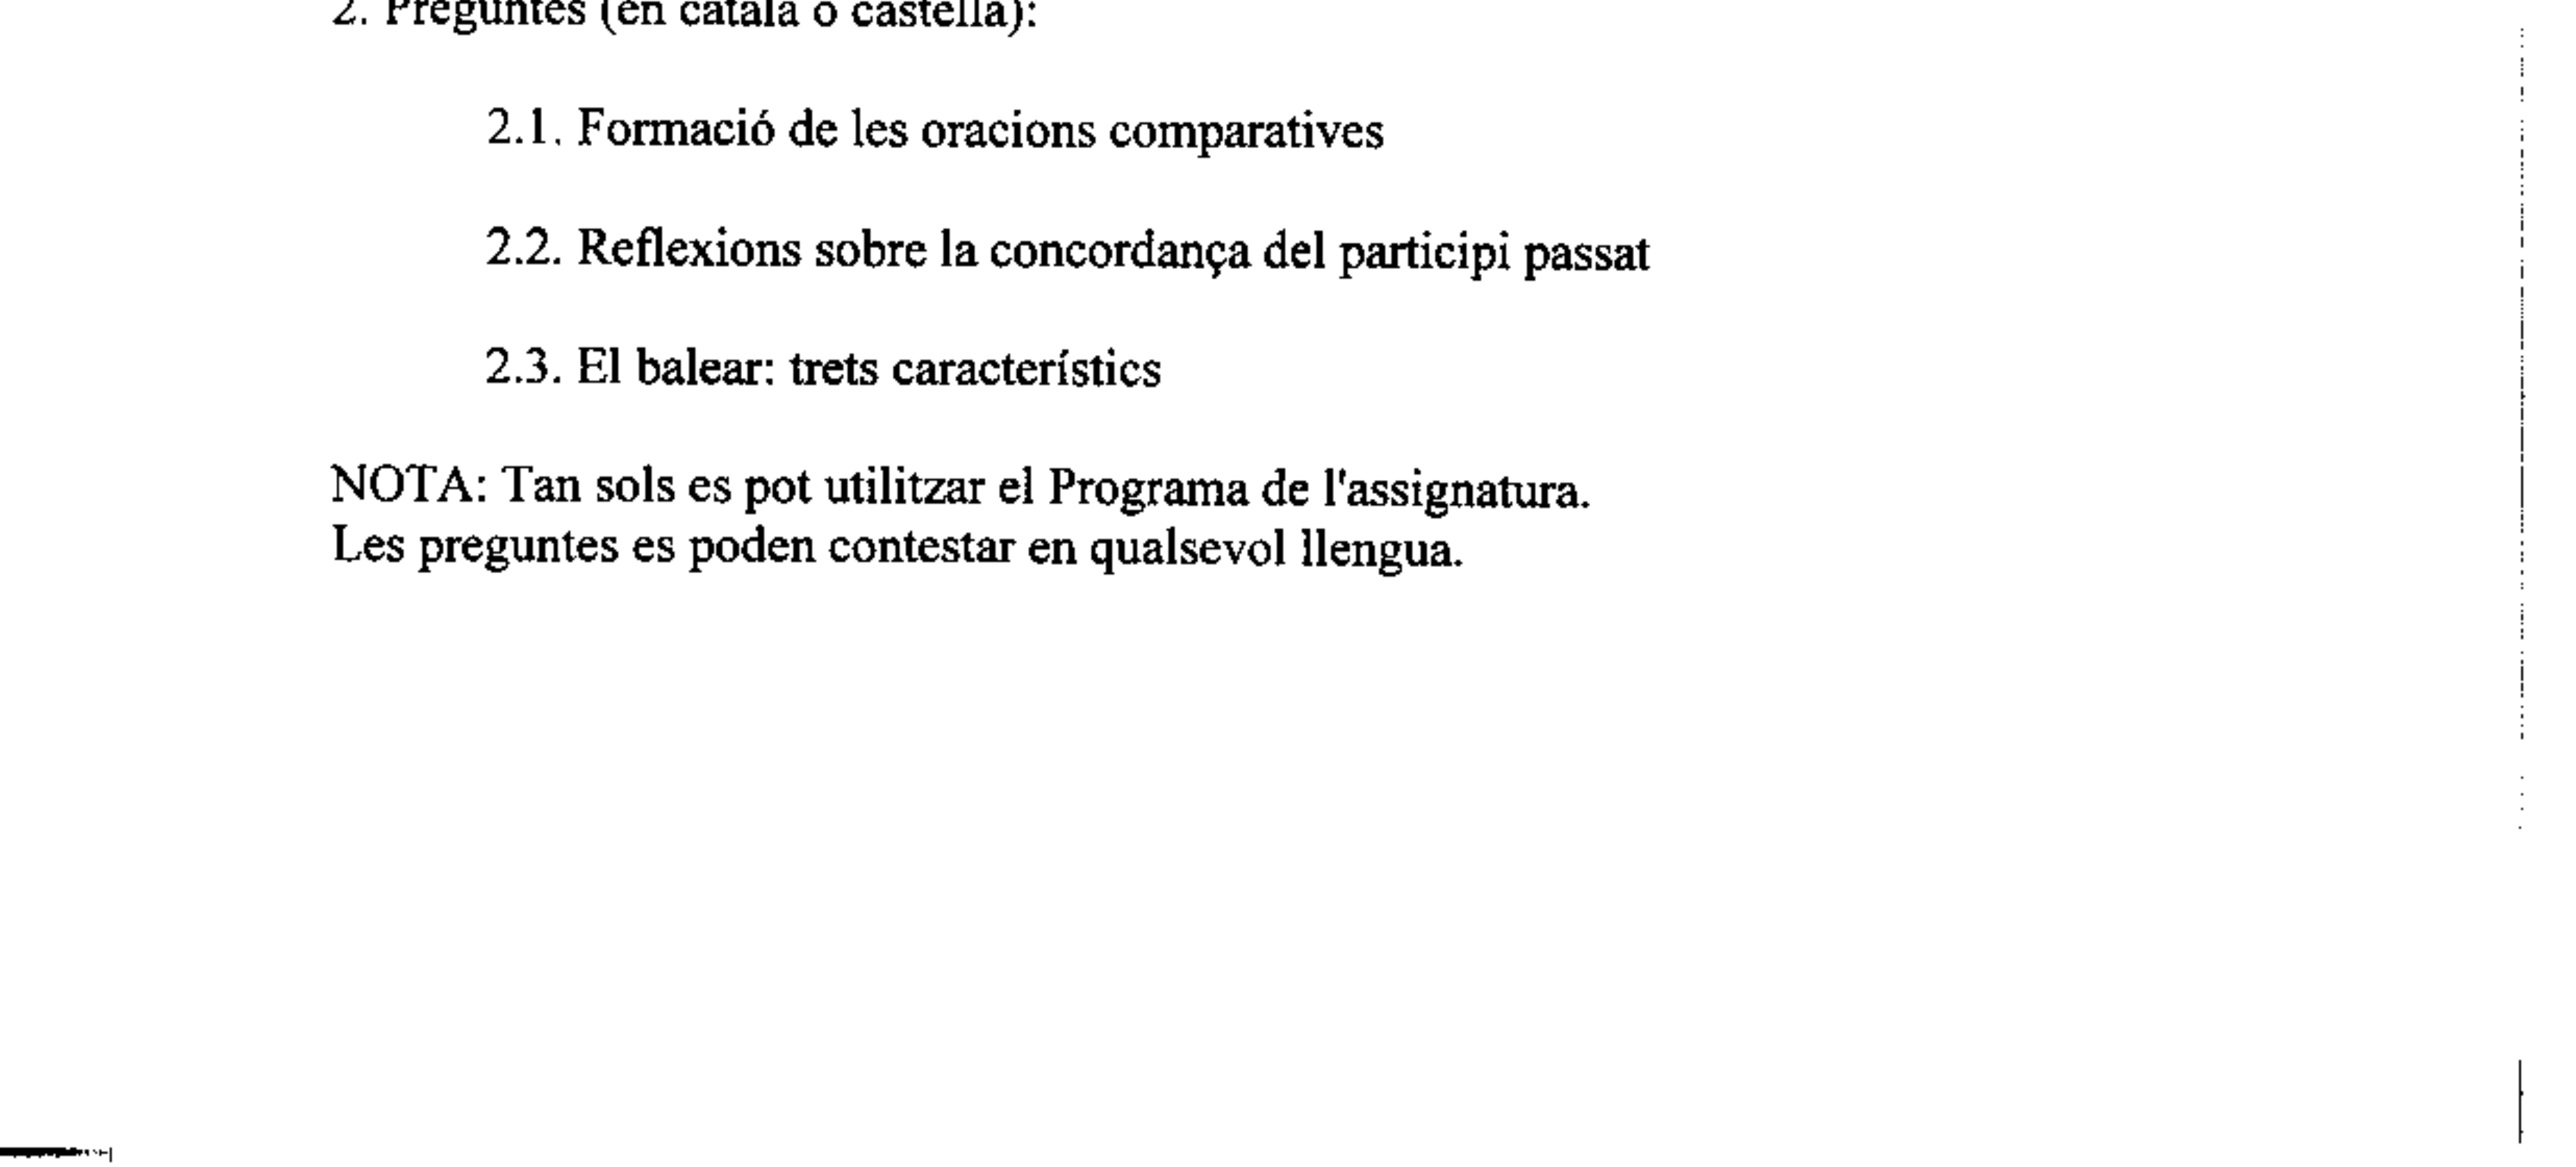 2. Preguntes (en català o castellà):
2.1. Formació de les oracions comparatives
2.2. Reflexions sobre la concordança del participi passat
2.3. El balear: trets característics
NOTA: Tan sols es pot utilitzar el Programa de l'assignatura.
Les preguntes es poden contestar en qualsevol llengua.